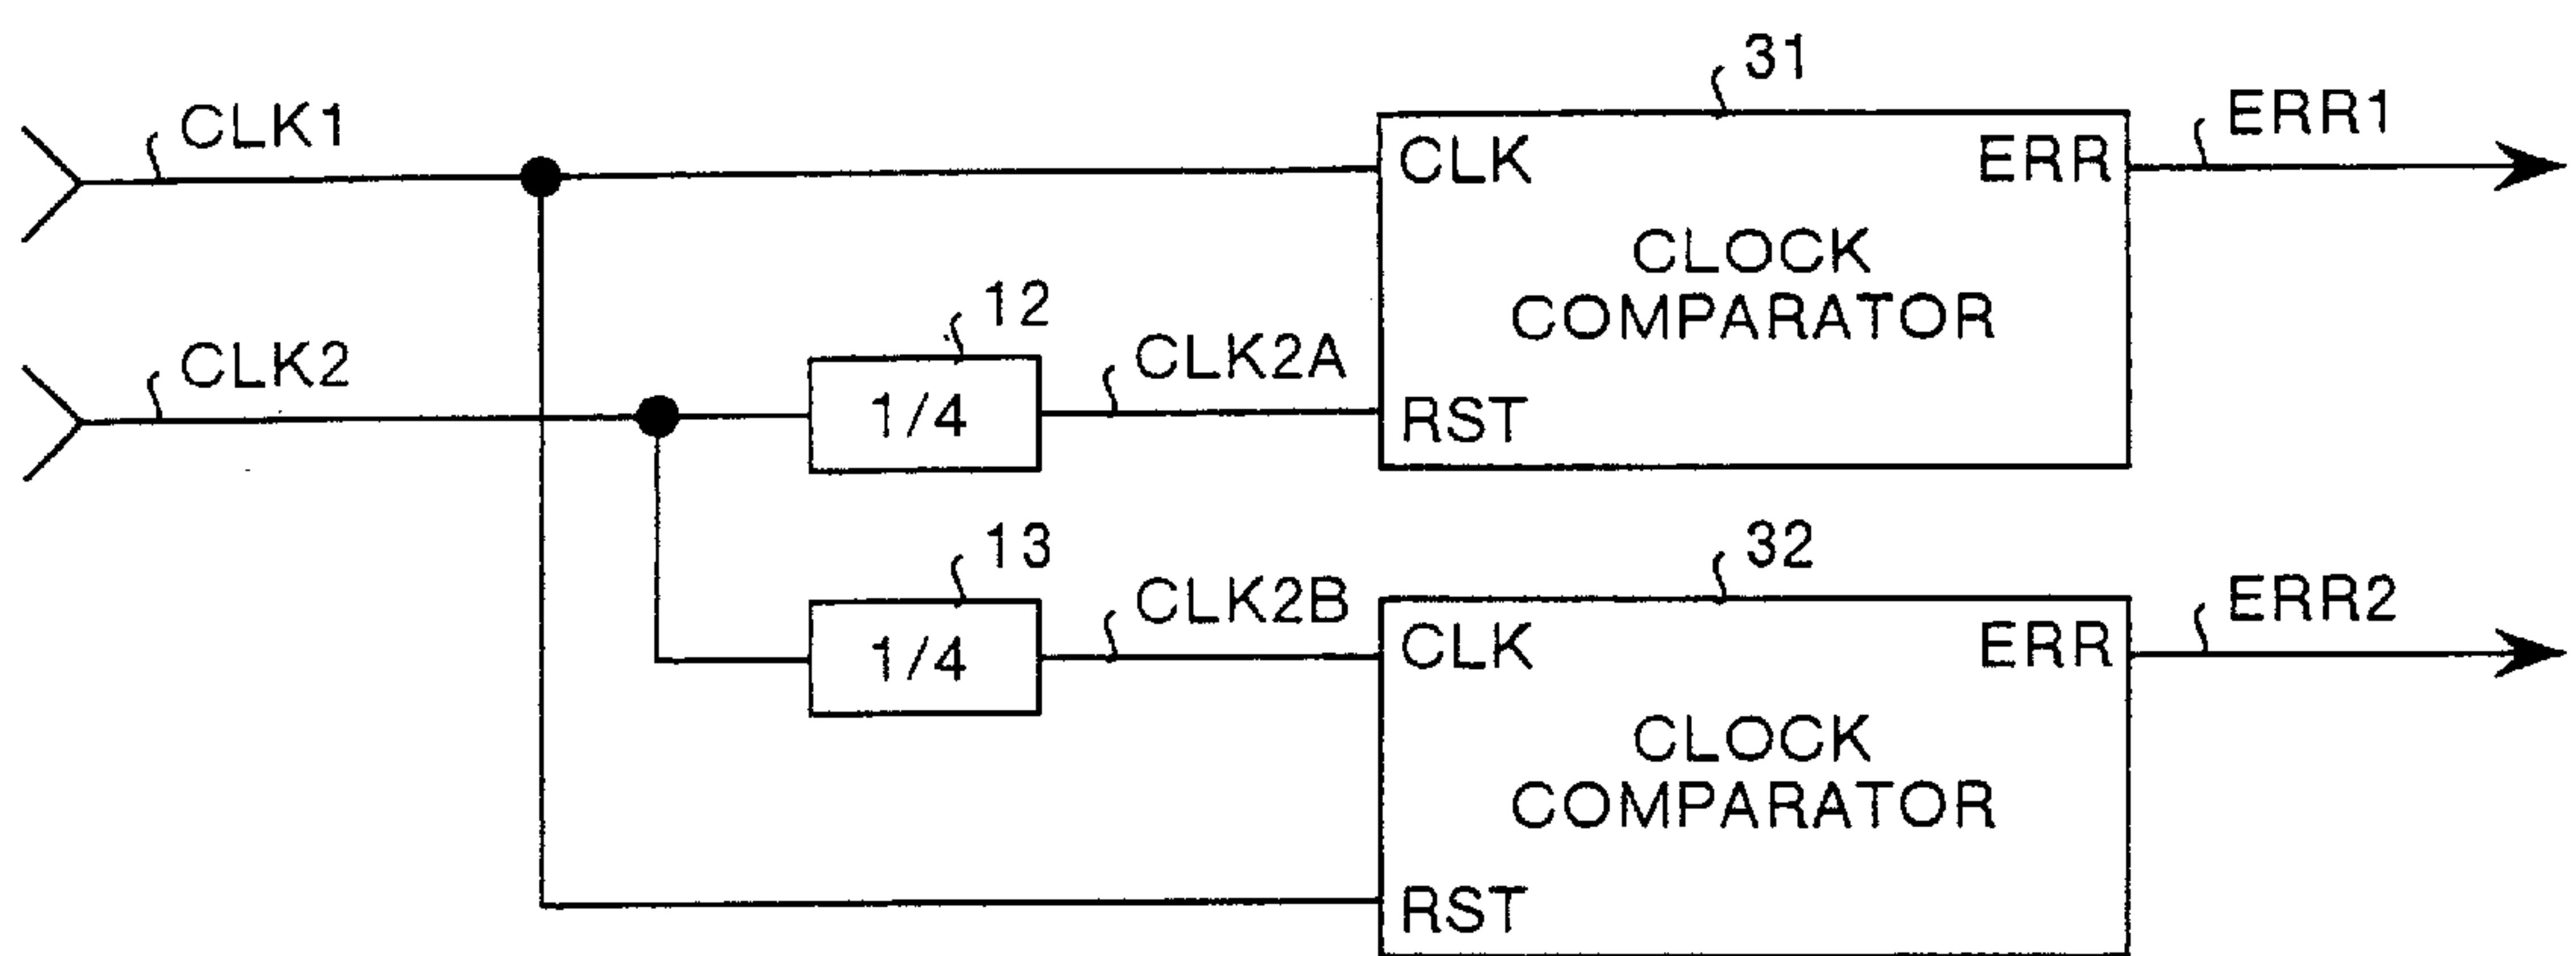 31
CLK1
ERR1
CLK
ERR
CLOCK
COMPARATOR
12
CLK2
CLK2A
1/4
RST
13
32
CLK2B
ERR2
1/4
CLK
ERR
CLOCK
COMPARATOR
RST